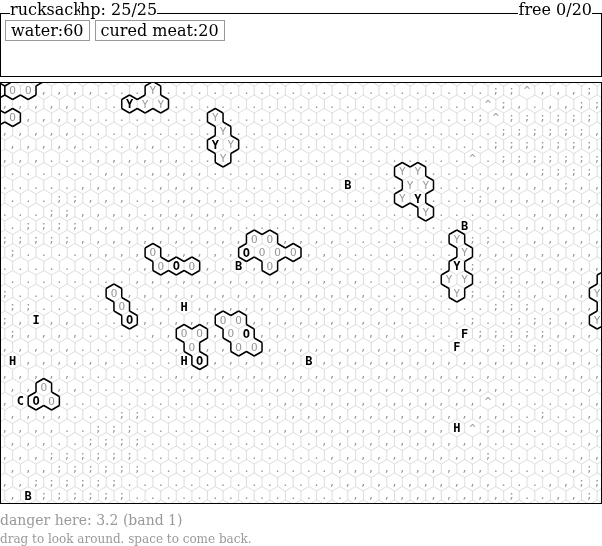 rucksack hp: 25/25 free 0/20
water:60 cured meat:20
O O Y
Y Y Y
O Y
Y
Y Y
Y
Y Y
B Y Y
Y Y
Y
B
O O Y
O O O O O Y
O O O B O Y
Y Y
O Y Y
O H
I O O O Y
O O O O F
O O O F
H H O B
O
C O O
H
B
danger here: 3.2 (band 1)
drag to look around. space to come back.